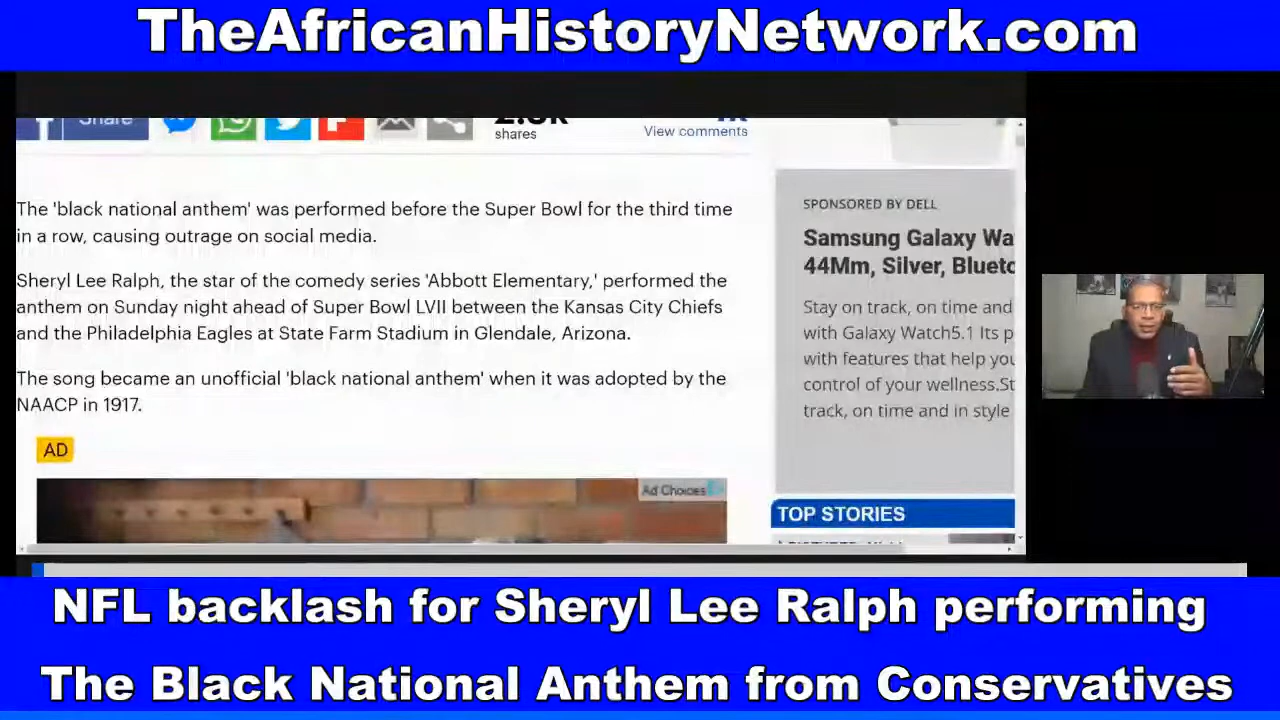 TheAfricanHistoryNetwork.com
Share
shares
View comments
The 'black national anthem' was performed before the Super Bowl for the third time
in a row, causing outrage on social media.
Sheryl Lee Ralph, the star of the comedy series 'Abbott Elementary,' performed the
anthem on Sunday night ahead of Super Bowl LVII between the Kansas City Chiefs
and the Philadelphia Eagles at State Farm Stadium in Glendale, Arizona.
The song became an unofficial 'black national anthem' when it was adopted by the
NAACP in 1917.
AD
Ad Choices
SPONSORED BY DELL
Samsung Galaxy Wa
44Mm, Silver, Bluetc
Stay on track, on time and
with Galaxy Watch5.1 Its p
with features that help you
control of your wellness.St
track, on time and in style
TOP STORIES
NFL backlash for Sheryl Lee Ralph performing
The Black National Anthem from Conservatives